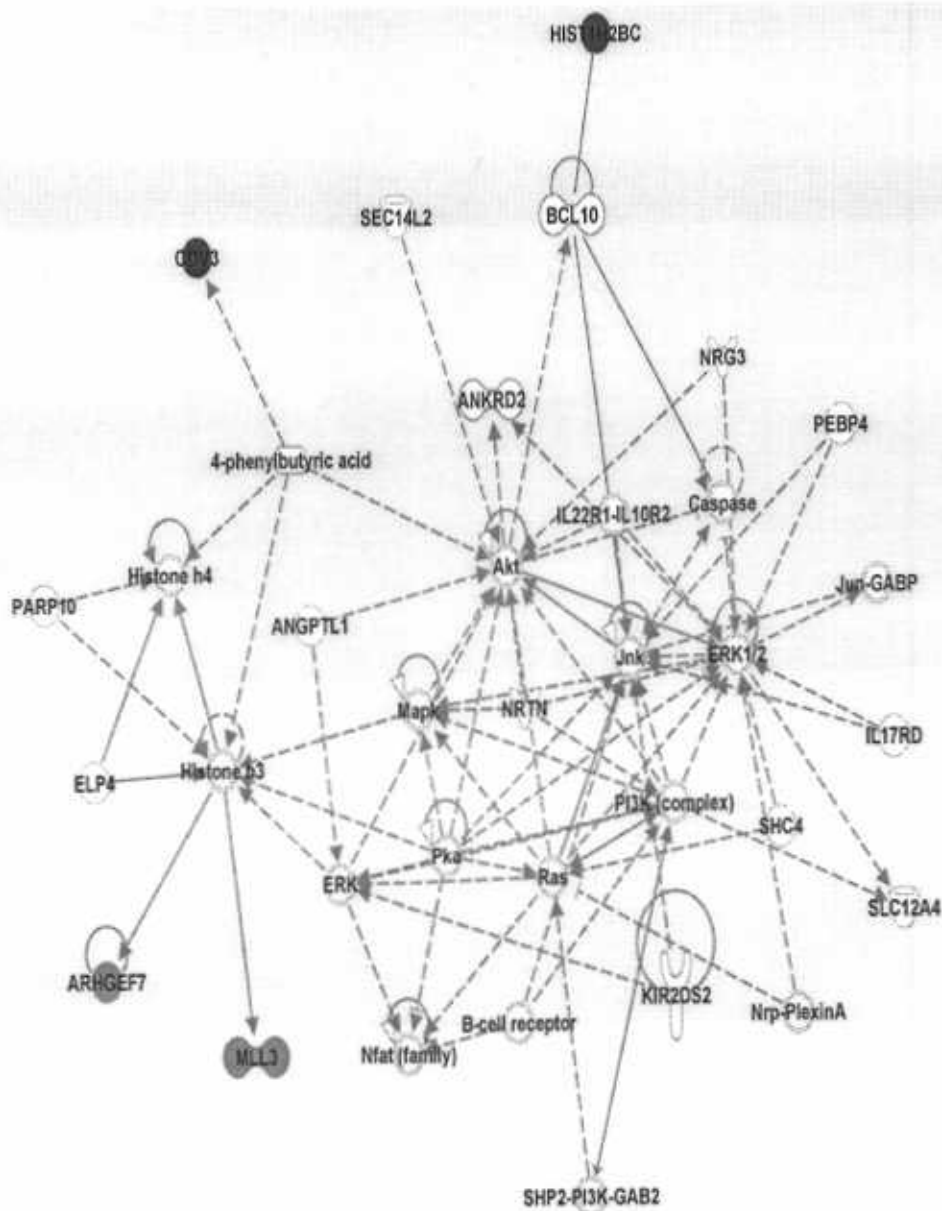 HIST1H2BC
SEC14L2
BCL10
CDV3
NRG3
ANKRD2
PEBP4
4-phenylbutyric acid
IL22R1-IL10R2
Caspase
Histone h4
Akt
Jun-GABP
PARP10
ANGPTL1
Jnk
ERK1/2
Mapk
NRTN
IL17RD
ELP4
Histone h3
PI3K (complex)
SHC4
Pka
ERK
Ras
SLC12A4
ARHGEF7
KIR2DS2
Nrp-PlexinA
B-cell receptor
MLL3
Nfat (family)
SHP2-PI3K-GAB2